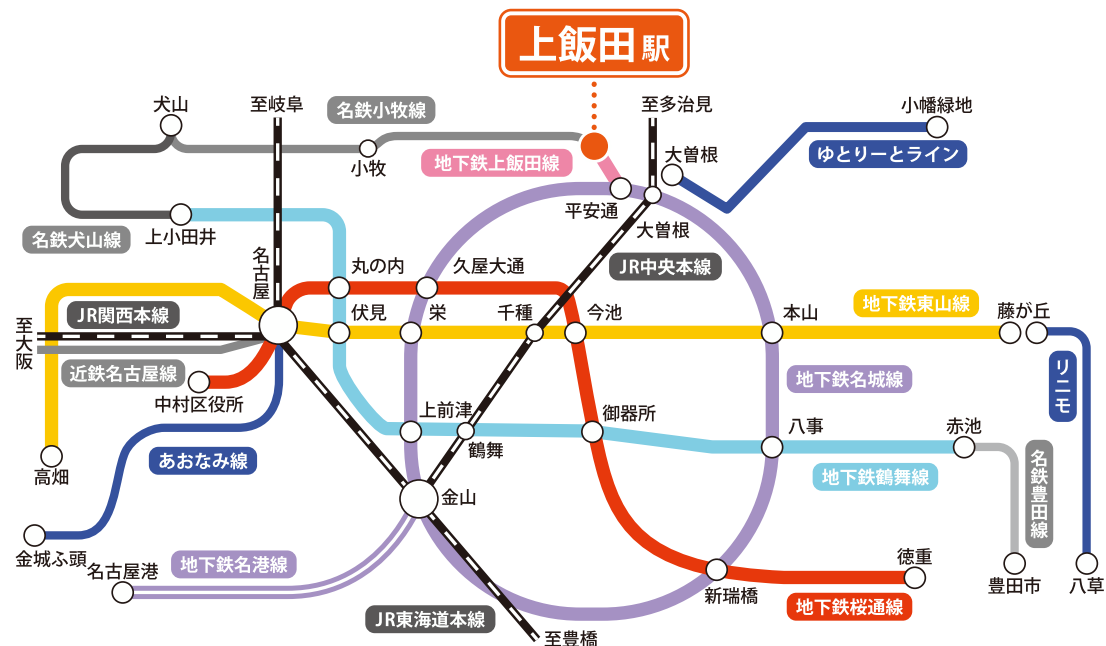 上飯田駅
犬山
至岐阜
名鉄小牧線
至多治見
小幡緑地
小牧
地下鉄上飯田線
大曽根
ゆとりーとライン
平安通
大曽根
名鉄犬山線
上小田井
名古屋
丸の内
久屋大通
JR中央本線
JR関西本線
伏見
栄
千種
今池
本山
地下鉄東山線
藤が丘
至大阪
近鉄名古屋線
中村区役所
地下鉄名城線
リニモ
上前津
御器所
八事
赤池
鶴舞
高畑
あおなみ線
地下鉄鶴舞線
名鉄豊田線
金山
金城ふ頭
名古屋港
地下鉄名港線
新瑞橋
徳重
豊田市
八草
JR東海道本線
地下鉄桜通線
至豊橋